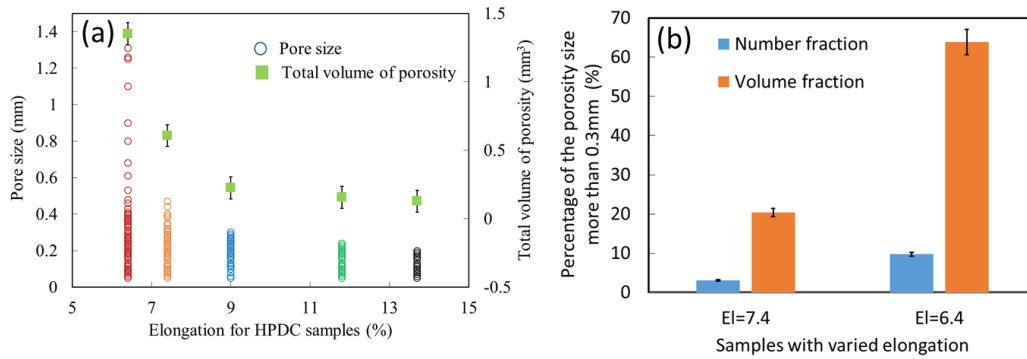 (a)
Pore size
Total volume of porosity
Pore size (mm)
1.4
1.2
1
0.8
0.6
0.4
0.2
0
5
7
9
11
13
15
Elongation for HPDC samples (%)
1.5
1
0.5
0
-0.5
Total volume of porosity (mm³)
(b)
Number fraction
Volume fraction
Percentage of the porosity size
more than 0.3mm (%)
70
60
50
40
30
20
10
0
El=7.4
El=6.4
Samples with varied elongation